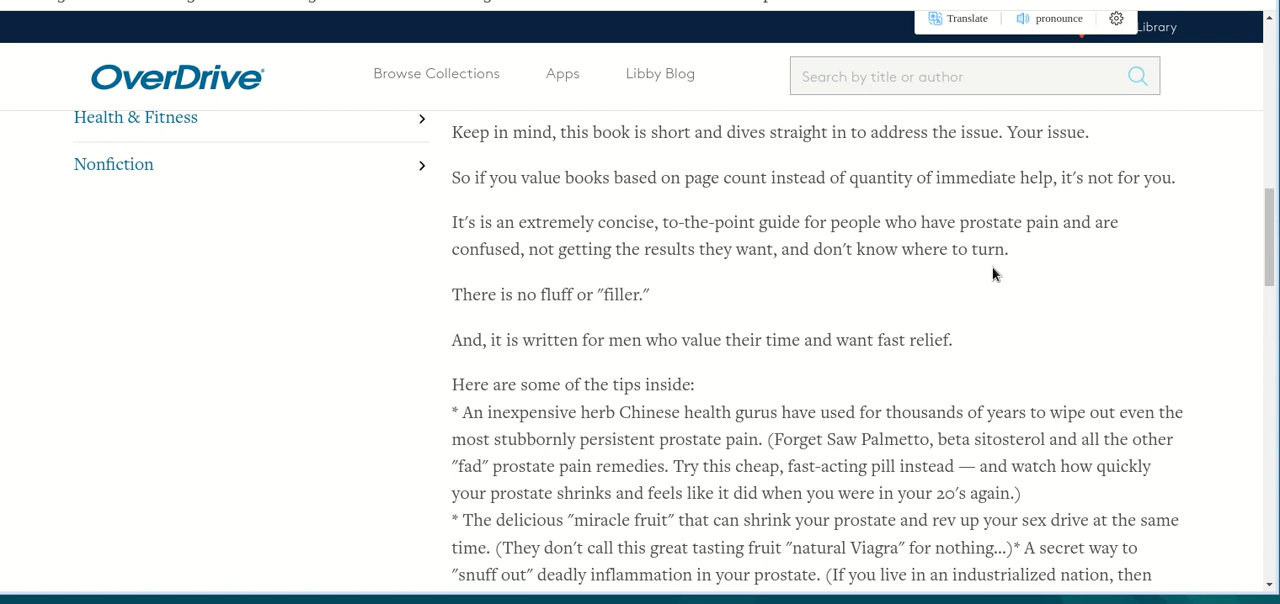 Translate
pronounce
Library
OverDrive
Browse Collections
Apps
Libby Blog
Search by title or author
Health & Fitness
Nonfiction
Keep in mind, this book is short and dives straight in to address the issue. Your issue.
So if you value books based on page count instead of quantity of immediate help, it's not for you.
It's is an extremely concise, to-the-point guide for people who have prostate pain and are
confused, not getting the results they want, and don't know where to turn.
There is no fluff or "filler."
And, it is written for men who value their time and want fast relief.
Here are some of the tips inside:
* An inexpensive herb Chinese health gurus have used for thousands of years to wipe out even the
most stubbornly persistent prostate pain. (Forget Saw Palmetto, beta sitosterol and all the other
"fad" prostate pain remedies. Try this cheap, fast-acting pill instead — and watch how quickly
your prostate shrinks and feels like it did when you were in your 20's again.)
* The delicious "miracle fruit" that can shrink your prostate and rev up your sex drive at the same
time. (They don't call this great tasting fruit "natural Viagra" for nothing...)* A secret way to
"snuff out" deadly inflammation in your prostate. (If you live in an industrialized nation, then